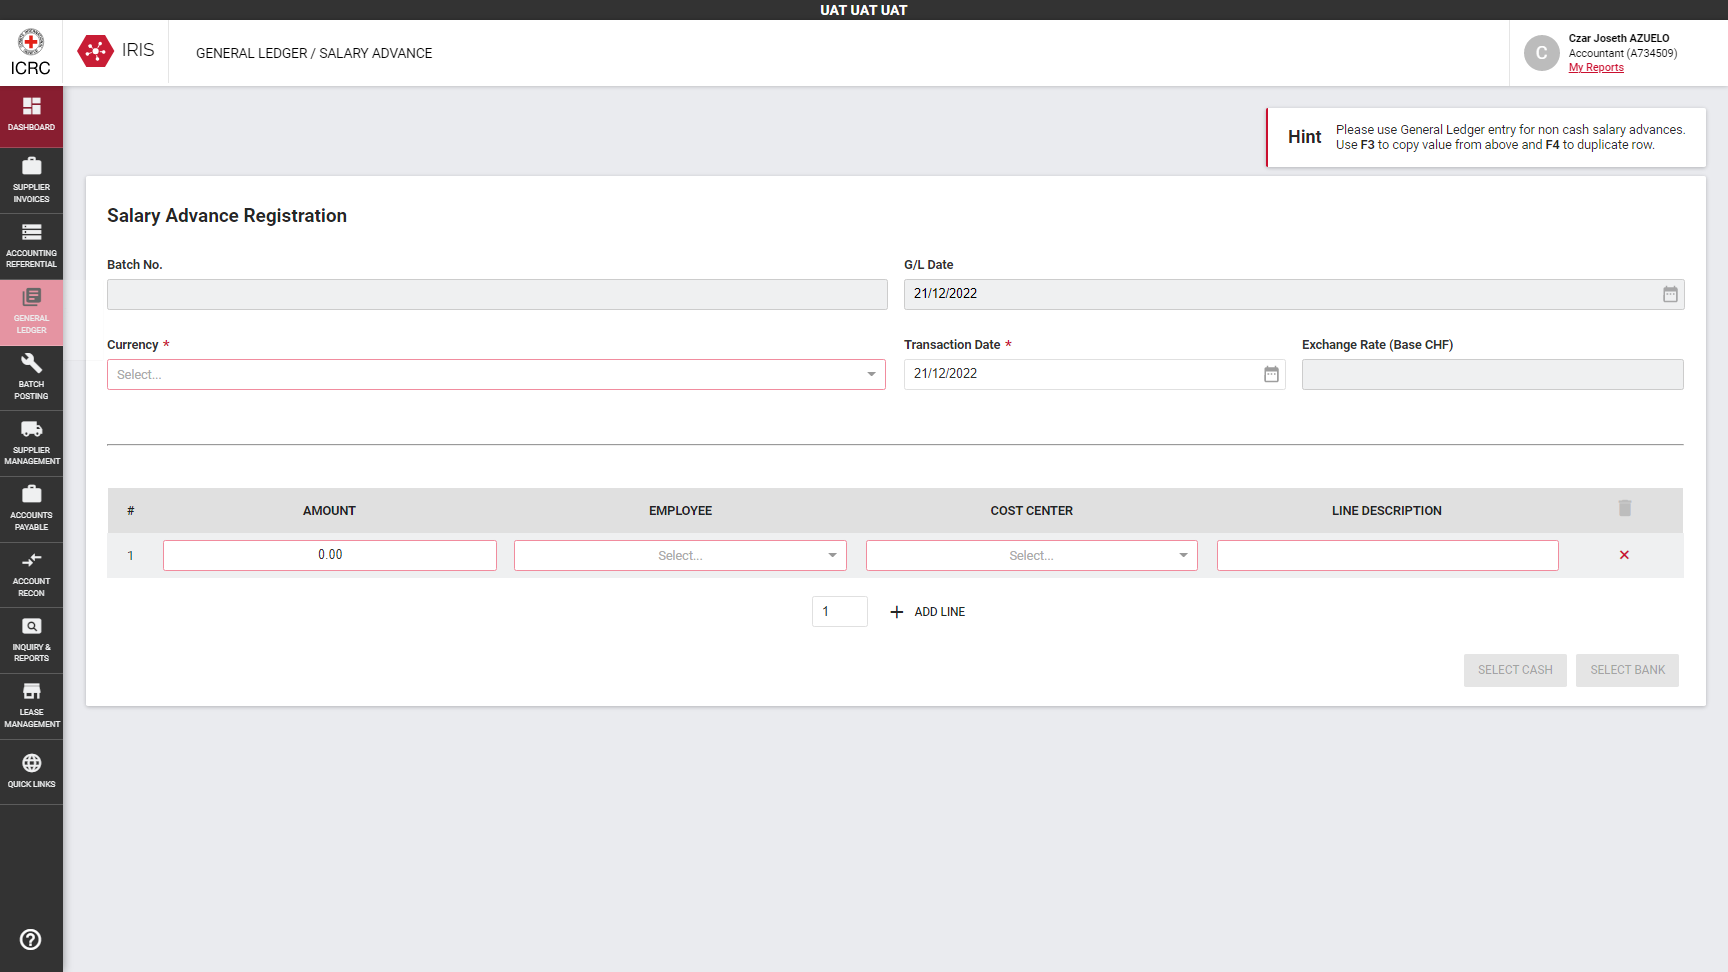 UAT UAT UAT
ICRC
IRIS
GENERAL LEDGER / SALARY ADVANCE
C
Czar Joseth AZUELO
Accountant (A734509)
My Reports
DASHBOARD
SUPPLIER
INVOICES
ACCOUNTING
REFERENTIAL
GENERAL
LEDGER
BATCH
POSTING
SUPPLIER
MANAGEMENT
ACCOUNTS
PAYABLE
ACCOUNT
RECON
INQUIRY &
REPORTS
LEASE
MANAGEMENT
QUICK LINKS
Hint
Please use General Ledger entry for non cash salary advances.
Use F3 to copy value from above and F4 to duplicate row.
Salary Advance Registration
Batch No.
G/L Date
21/12/2022
Currency *
Select...
Transaction Date *
21/12/2022
Exchange Rate (Base CHF)
# AMOUNT EMPLOYEE COST CENTER LINE DESCRIPTION
1 0.00 Select... Select...
1 ADD LINE
SELECT CASH SELECT BANK